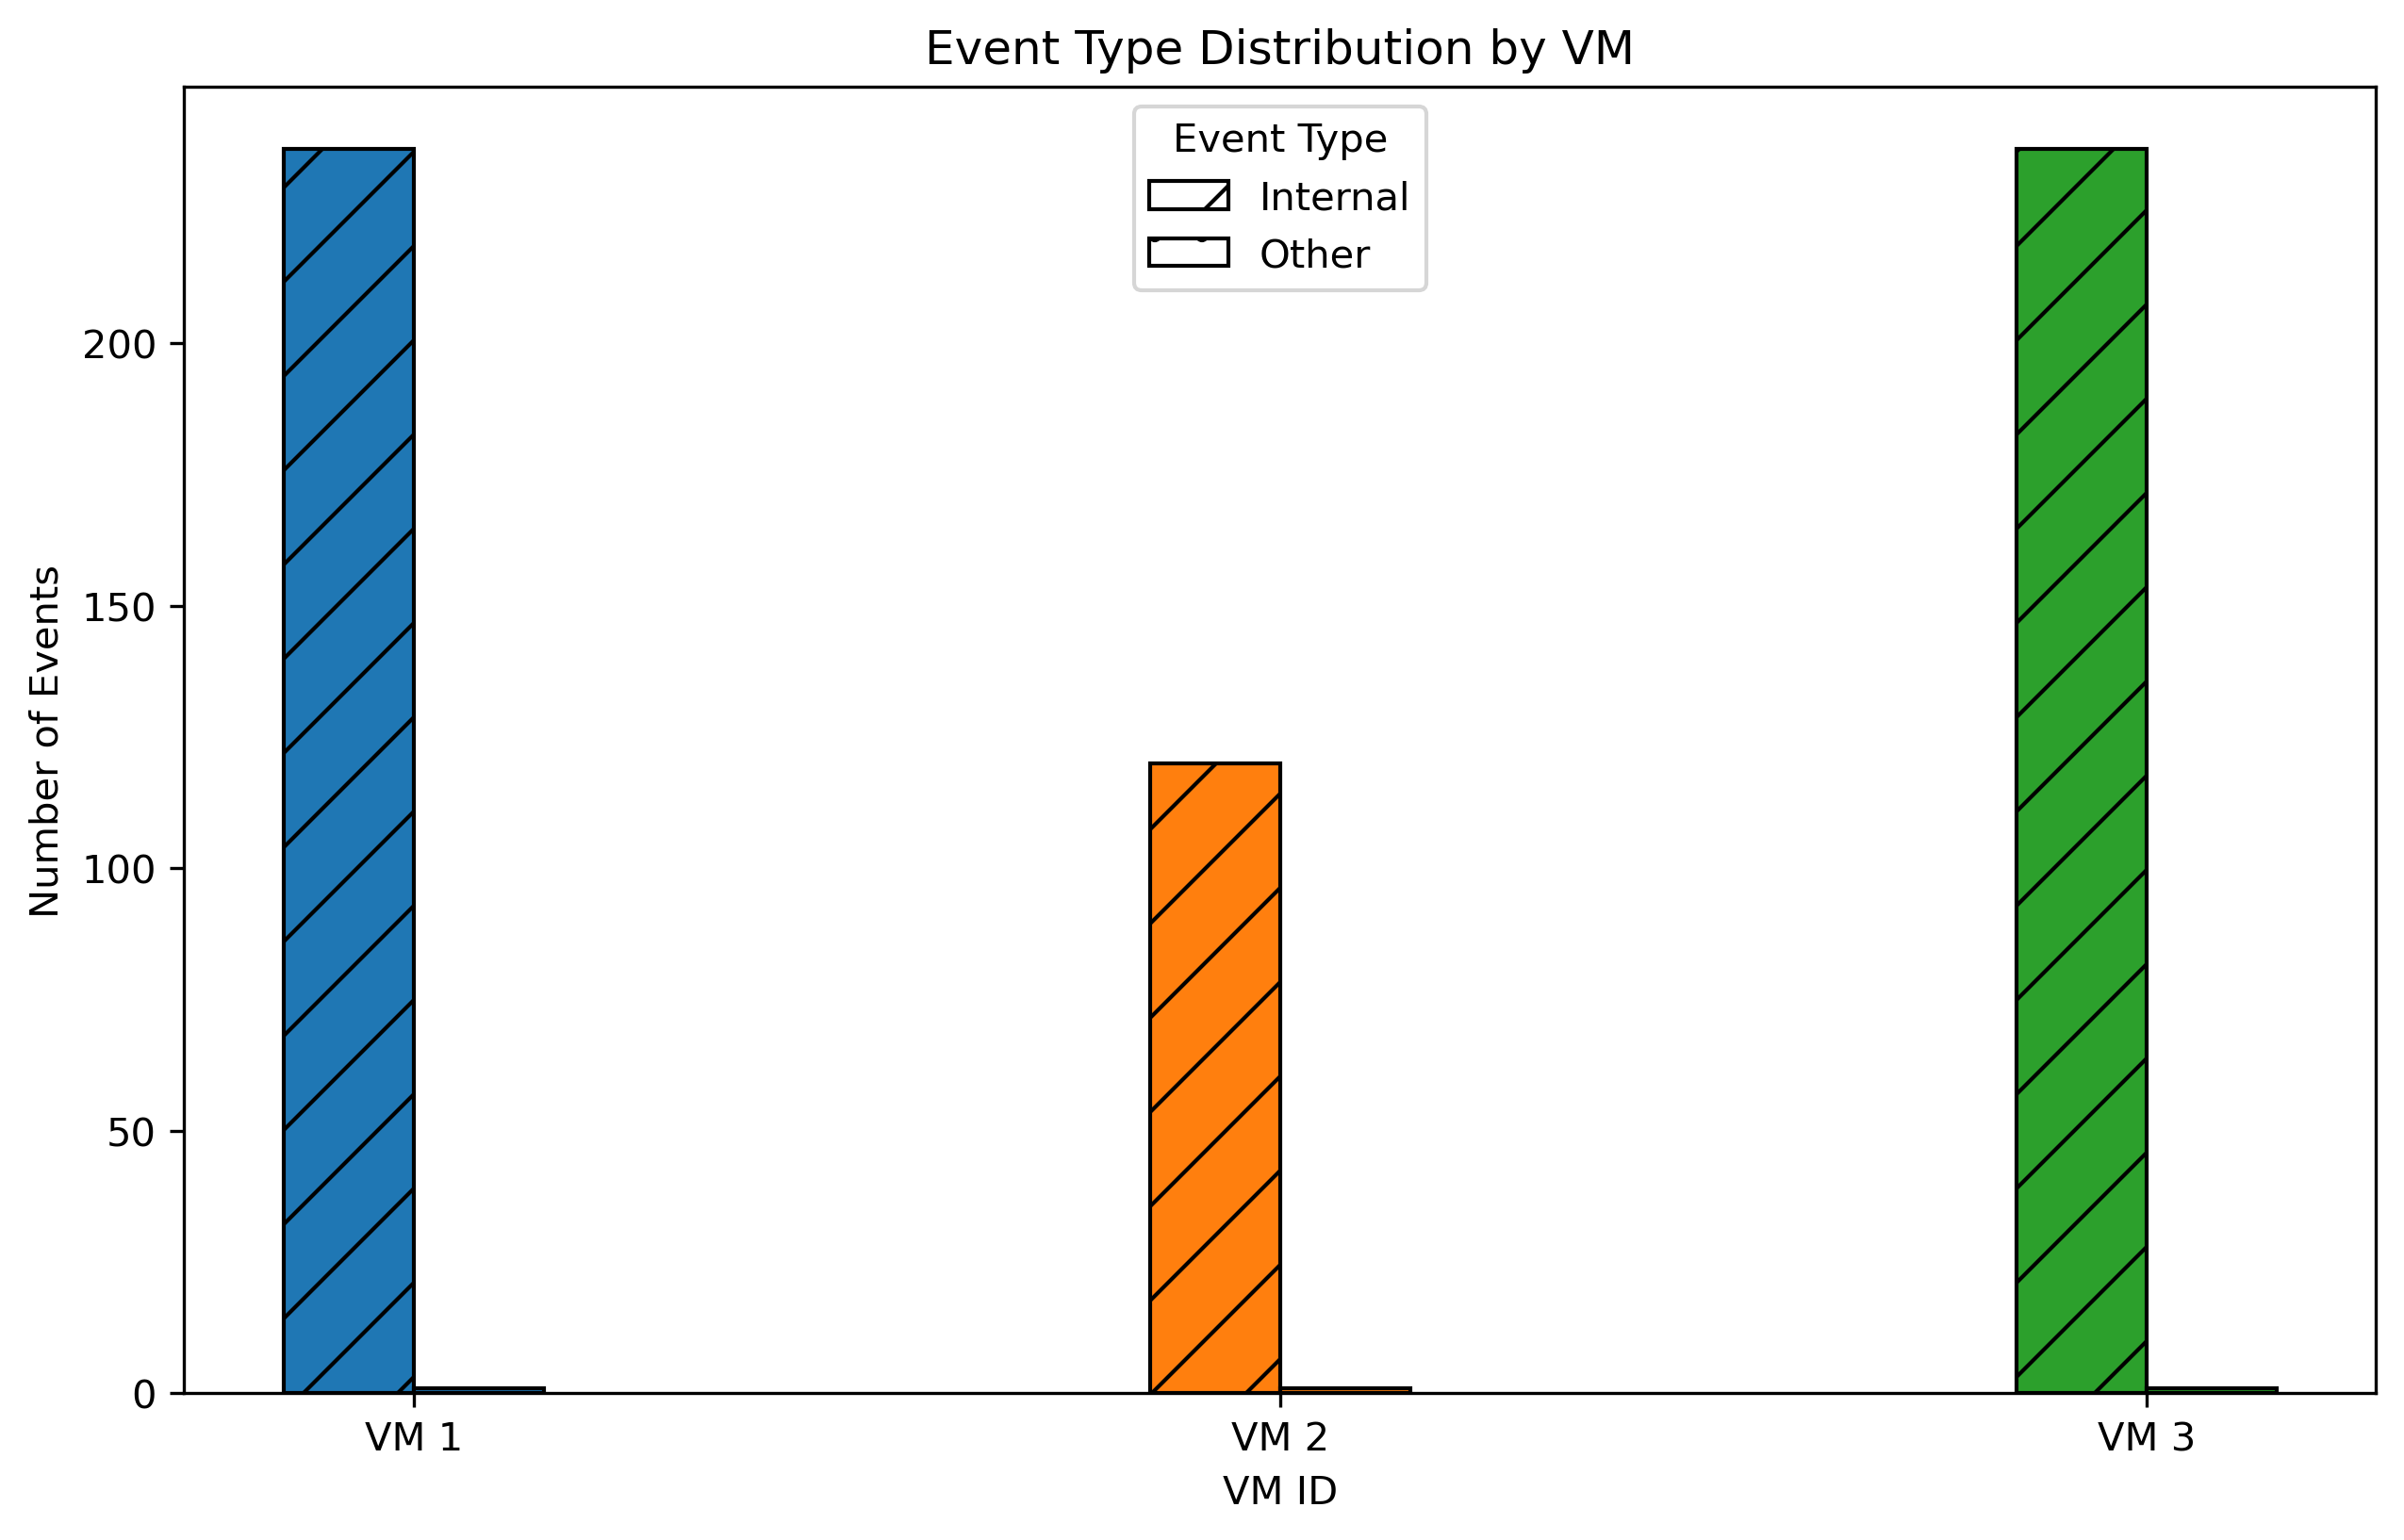 Event Type Distribution by VM
Event Type
Internal
Other
200
150
100
50
0
Number of Events
VM 1
VM 2
VM 3
VM ID